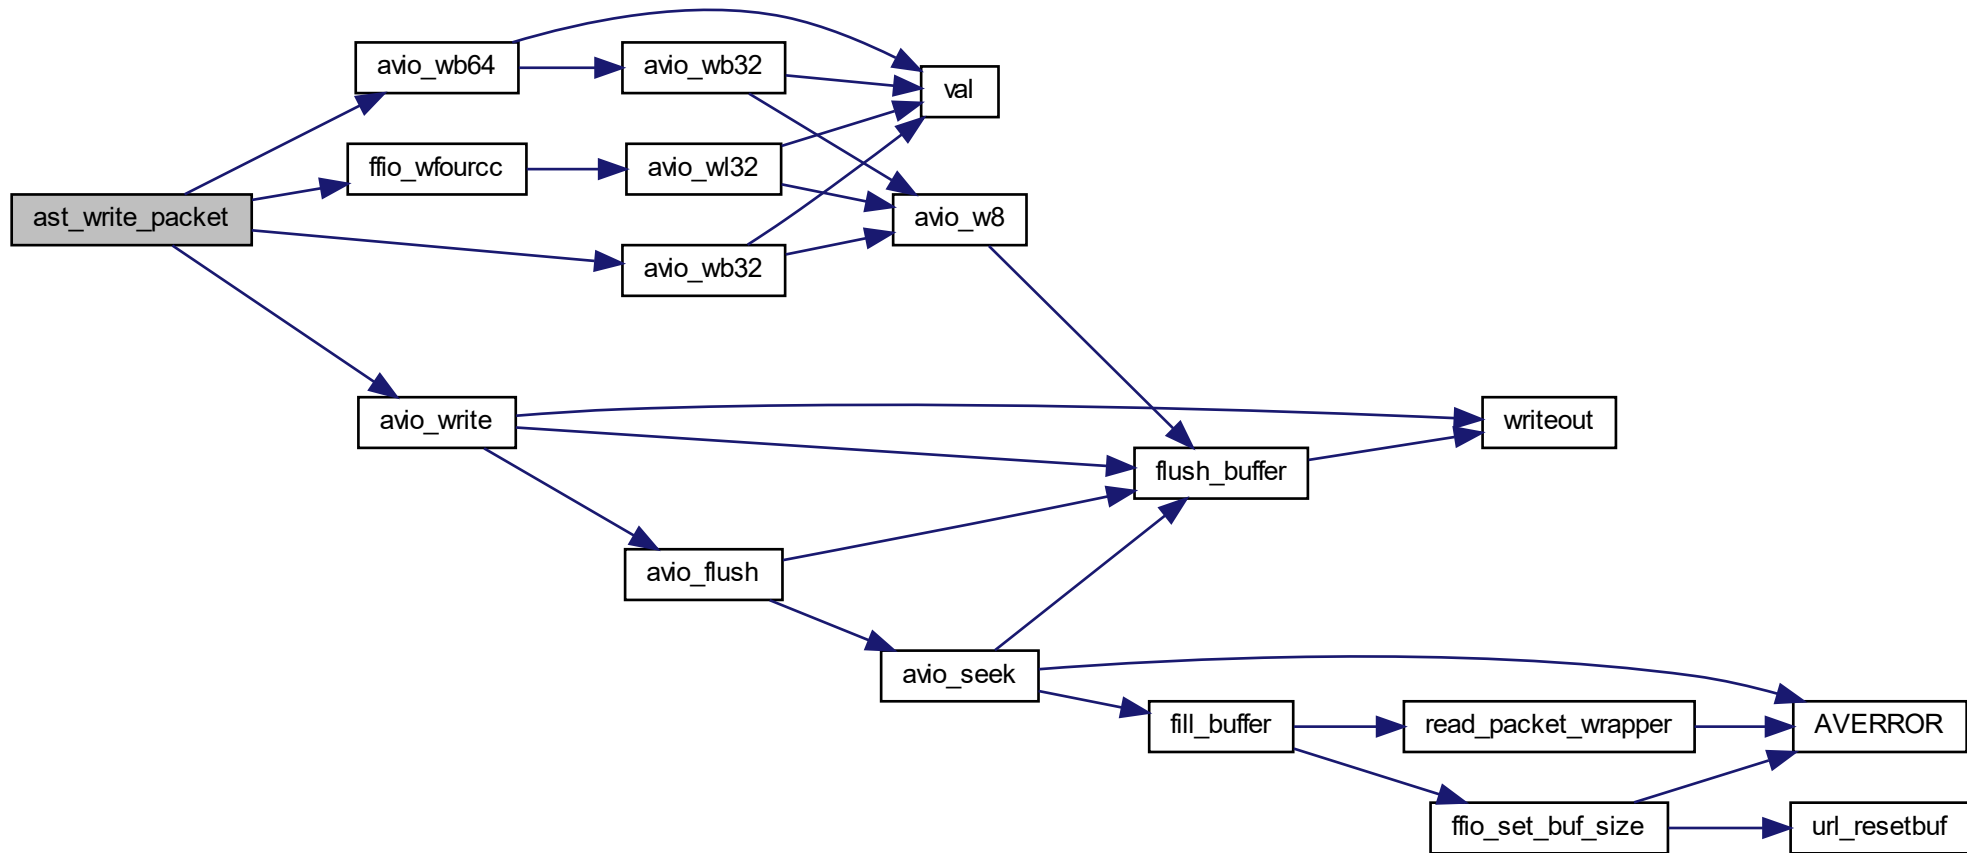 avio_wb64
avio_wb32
val
ffio_wfourcc
avio_wl32
ast_write_packet
avio_w8
avio_wb32
avio_write
writeout
flush_buffer
avio_flush
avio_seek
fill_buffer
read_packet_wrapper
AVERROR
ffio_set_buf_size
url_resetbuf